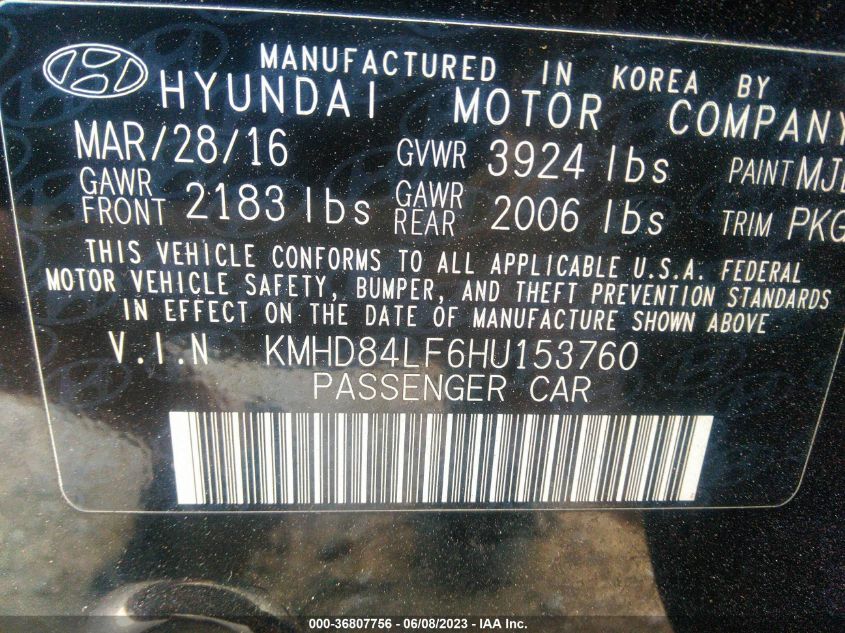 MANUFACTURED IN KOREA BY
HYUNDAI MOTOR COMPANY
MAR/28/16 GVWR 3924 lbs PAINT MJ
GAWR FRONT 2183 lbs GAWR REAR 2006 lbs TRIM PKG
THIS VEHICLE CONFORMS TO ALL APPLICABLE U.S.A. FEDERAL
MOTOR VEHICLE SAFETY, BUMPER, AND THEFT PREVENTION STANDARDS
IN EFFECT ON THE DATE OF MANUFACTURE SHOWN ABOVE
V.I.N KMHD84LF6HU153760
PASSENGER CAR
000-36807756 - 06/08/2023 - IAA Inc.